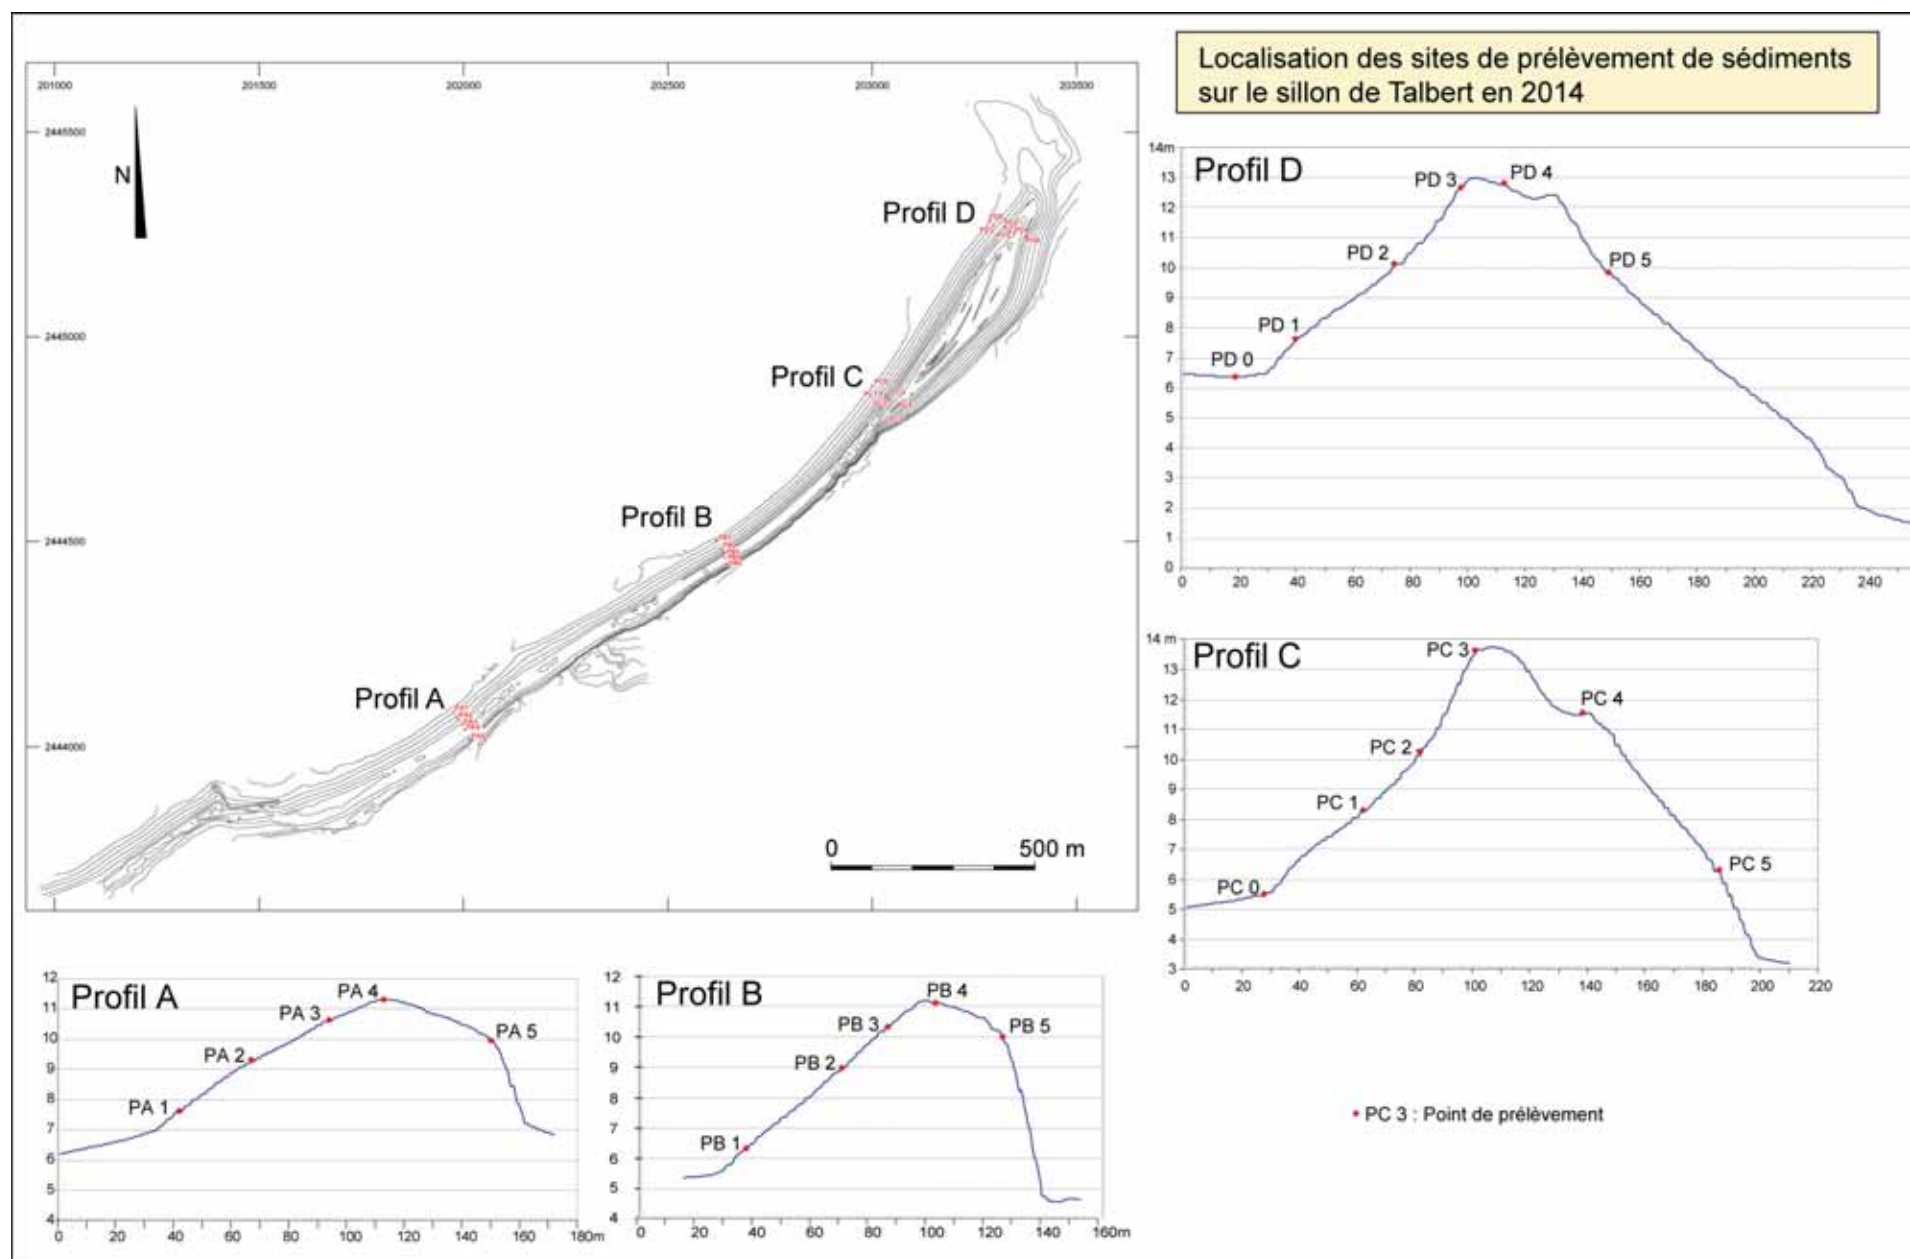 Localisation des sites de prélèvement de sédiments
sur le sillon de Talbert en 2014
201000 201500 202000 202500 203000 203500
2445500
2445000
2444500
2444000
N
Profil D
Profil C
Profil B
Profil A
0 500 m
Profil D
14m
13
12
11
10
9
8
7
6
5
4
3
2
1
0
PD 0
PD 1
PD 2
PD 3
PD 4
PD 5
0 20 40 60 80 100 120 140 160 180 200 220 240
Profil C
14 m
13
12
11
10
9
8
7
6
5
4
3
PC 0
PC 1
PC 2
PC 3
PC 4
PC 5
0 20 40 60 80 100 120 140 160 180 200 220
Profil A
12
11
10
9
8
7
6
5
4
PA 1
PA 2
PA 3
PA 4
PA 5
0 20 40 60 80 100 120 140 160 180m
Profil B
12
11
10
9
8
7
6
5
4
PB 1
PB 2
PB 3
PB 4
PB 5
0 20 40 60 80 100 120 140 160m
PC 3 : Point de prélèvement